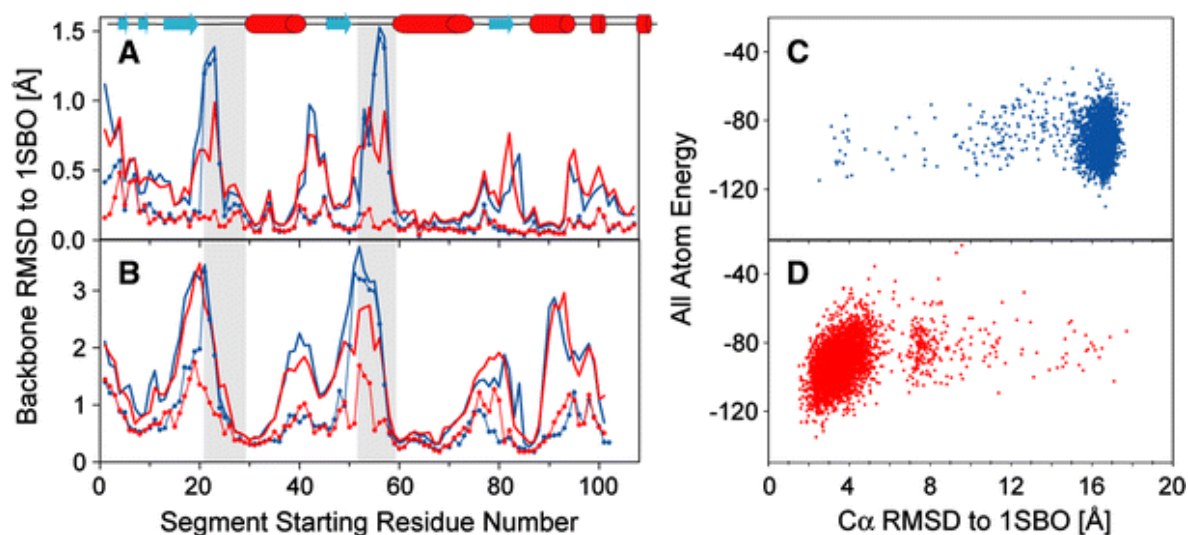 A
1.5
1.0
0.5
0.0
Backbone RMSD to 1SBO [Å]
B
3
2
1
0
0 20 40 60 80 100
Segment Starting Residue Number
C
-40
-80
-120
All Atom Energy
D
-40
-80
-120
0 4 8 12 16 20
Cα RMSD to 1SBO [Å]